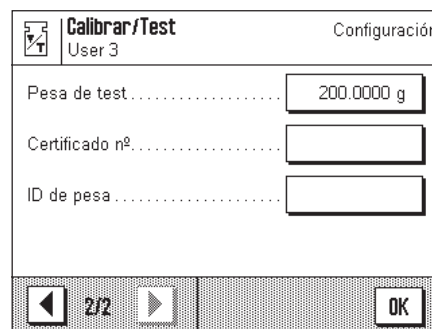 Calibrar/Test
User 3
Configuración
Pesa de test.................... 200.0000 g
Certificado nº....................
ID de pesa....................
2/2
OK